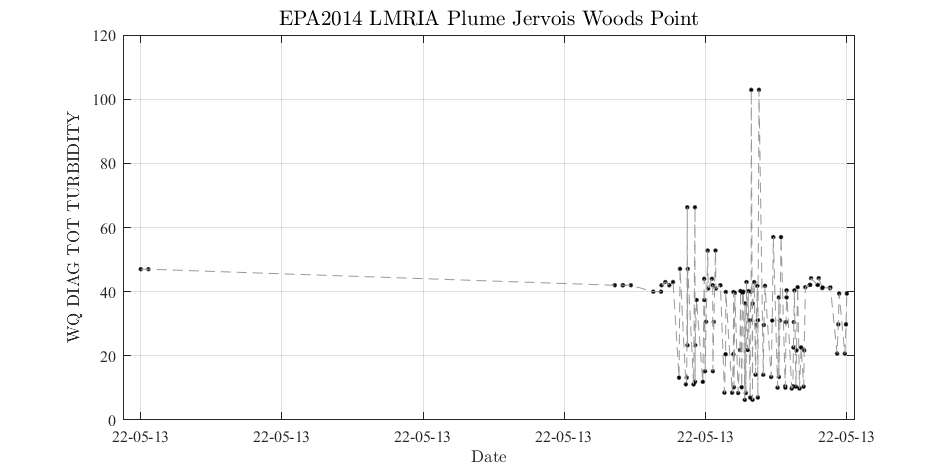 EPA2014 LMRIA Plume Jervois Woods Point
120
100
80
60
40
20
0
WQ DIAG TOT TURBIDITY
22-05-13 22-05-13 22-05-13 22-05-13 22-05-13 22-05-13
Date